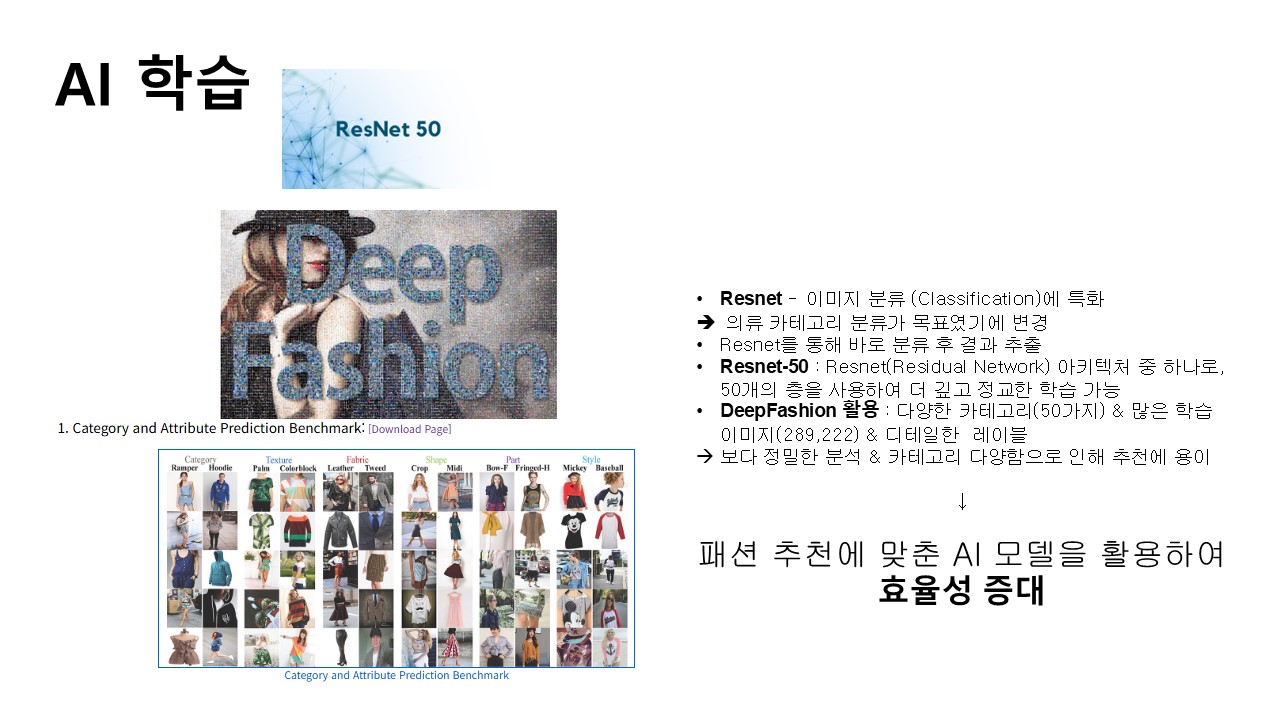 AI 학습
ResNet 50
Deep
Fashion
1. Category and Attribute Prediction Benchmark: [Download Page]
Category Texture Fabric Shape Part Style
Ramper Hoodie Palm Colorblock Leather Tweed Crop Midi Bow-F Fringed-H Mickey Baseball
Category and Attribute Prediction Benchmark
• Resnet – 이미지 분류 (Classification)에 특화
➔ 의류 카테고리 분류가 목표였기에 변경
• Resnet를 통해 바로 분류 후 결과 추출
• Resnet-50 : Resnet(Residual Network) 아키텍처 중 하나로,
50개의 층을 사용하여 더 깊고 정교한 학습 가능
• DeepFashion 활용 : 다양한 카테고리(50가지) & 많은 학습
이미지(289,222) & 디테일한 레이블
→ 보다 정밀한 분석 & 카테고리 다양함으로 인해 추천에 용이
↓
패션 추천에 맞춘 AI 모델을 활용하여
효율성 증대